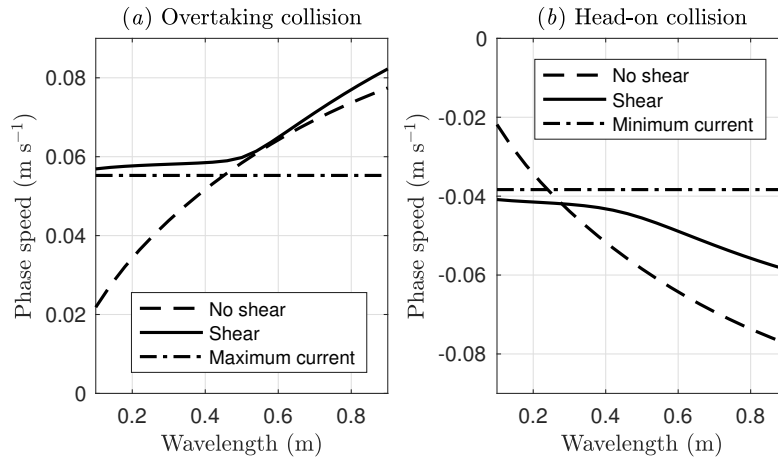 (a) Overtaking collision
0.08
0.06
0.04
0.02
0
Phase speed (m s⁻¹)
No shear
Shear
Maximum current
0.2 0.4 0.6 0.8
Wavelength (m)
(b) Head-on collision
0
-0.02
-0.04
-0.06
-0.08
Phase speed (m s⁻¹)
No shear
Shear
Minimum current
0.2 0.4 0.6 0.8
Wavelength (m)